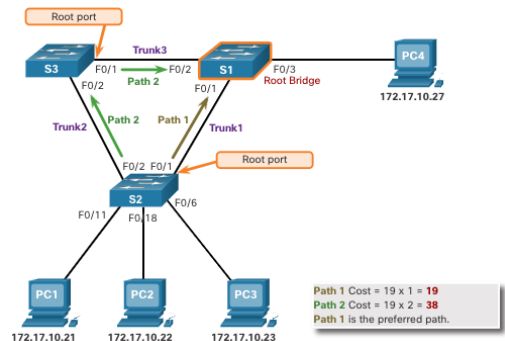 Root port
Trunk3
S3
F0/1
F0/2
S1
F0/3
PC4
F0/2
Path 2
F0/1
Root Bridge
172.17.10.27
Trunk2
Path 2
Path 1
Trunk1
F0/2
F0/1
Root port
S2
F0/11
F0/18
F0/6
PC1
PC2
PC3
172.17.10.21
172.17.10.22
172.17.10.23
Path 1 Cost = 19 x 1 = 19
Path 2 Cost = 19 x 2 = 38
Path 1 is the preferred path.